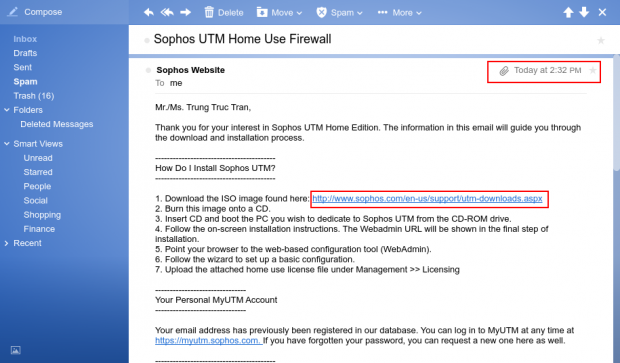 Compose
Delete
Move
Spam
More
Inbox
Drafts
Sent
Spam
Trash (16)
Folders
Deleted Messages
Smart Views
Unread
Starred
People
Social
Shopping
Finance
Recent
Sophos UTM Home Use Firewall
Sophos Website
Today at 2:32 PM
To me
Mr./Ms. Trung Truc Tran,
Thank you for your interest in Sophos UTM Home Edition. The information in this email will guide you through
the download and installation process.
-----------------------------------------
How Do I Install Sophos UTM?
-----------------------------------------
1. Download the ISO image found here: http://www.sophos.com/en-us/support/utm-downloads.aspx
2. Burn this image onto a CD.
3. Insert CD and boot the PC you wish to dedicate to Sophos UTM from the CD-ROM drive.
4. Follow the on-screen installation instructions. The Webadmin URL will be shown in the final step of
installation.
5. Point your browser to the web-based configuration tool (WebAdmin).
6. Follow the wizard to set up a basic configuration.
7. Upload the attached home use license file under Management >> Licensing
-------------------------------
Your Personal MyUTM Account
-------------------------------
Your email address has previously been registered in our database. You can log in to MyUTM at any time at
https://myutm.sophos.com. If you have forgotten your password, you can request a new one here as well.
-----------------------------------------